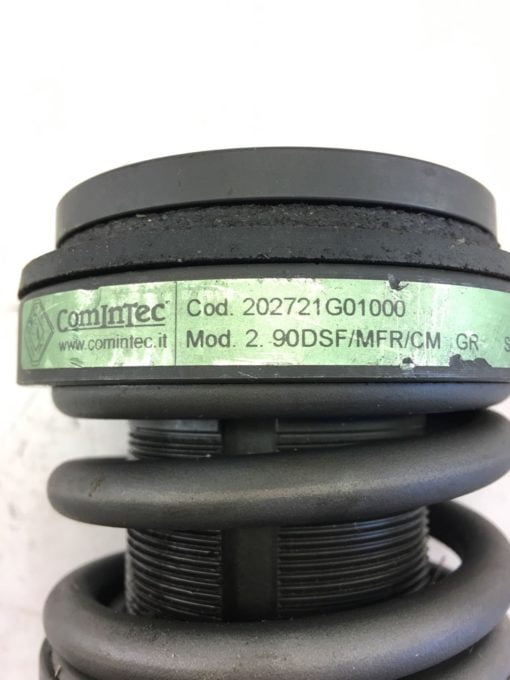 ComInTec
www.comintec.it
Cod. 202721G01000
Mod. 2. 90DSF/MFR/CM GR